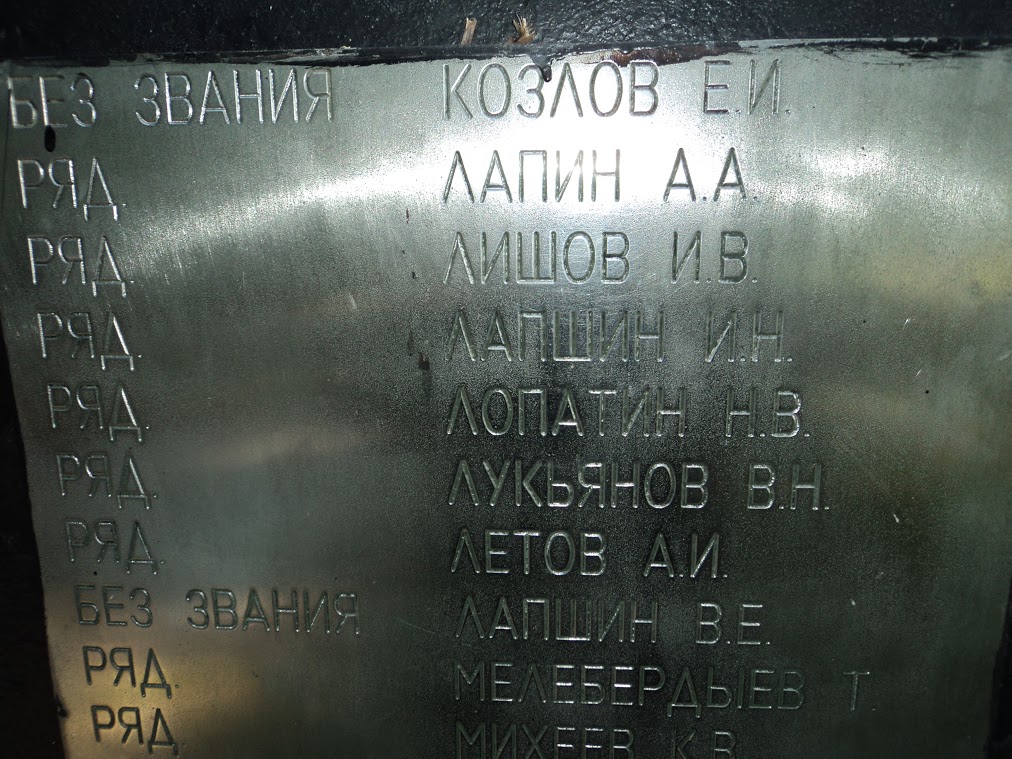 БЕЗ ЗВАНИЯ КОЗЛОВ Е.И.
РЯД. ЛАПИН А.А.
РЯД. ЛИШОВ И.В.
РЯД. ЛАПШИН И.Н.
РЯД. ЛОПАТИН Н.В.
РЯД. ЛУКЬЯНОВ В.Н.
РЯД. ЛЕТОВ А.И.
БЕЗ ЗВАНИЯ ЛАПШИН В.Е.
РЯД. МЕЛЕБЕРДЫЕВ Т.
РЯД. МИХЕЕВ К.В.